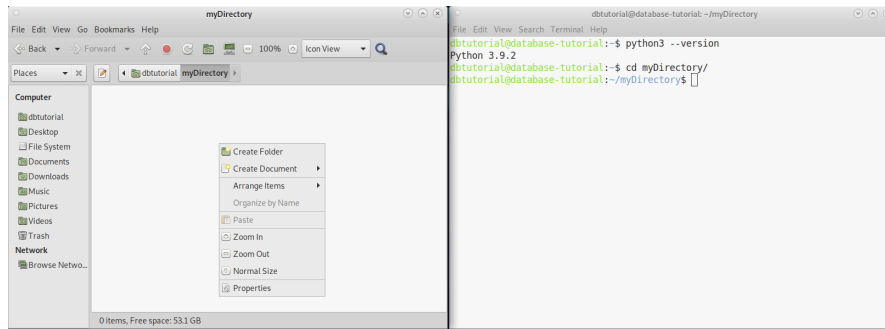 myDirectory
File Edit View Go Bookmarks Help
Back Forward 100% Icon View
Places dbtutorial myDirectory
Computer
dbtutorial
Desktop
File System
Documents
Downloads
Music
Pictures
Videos
Trash
Network
Browse Netwo...
Create Folder
Create Document
Arrange Items
Organize by Name
Paste
Zoom In
Zoom Out
Normal Size
Properties
0 items, Free space: 53.1 GB
dbtutorial@database-tutorial: ~/myDirectory
File Edit View Search Terminal Help
dbtutorial@database-tutorial:~$ python3 --version
Python 3.9.2
dbtutorial@database-tutorial:~$ cd myDirectory/
dbtutorial@database-tutorial:~/myDirectory$